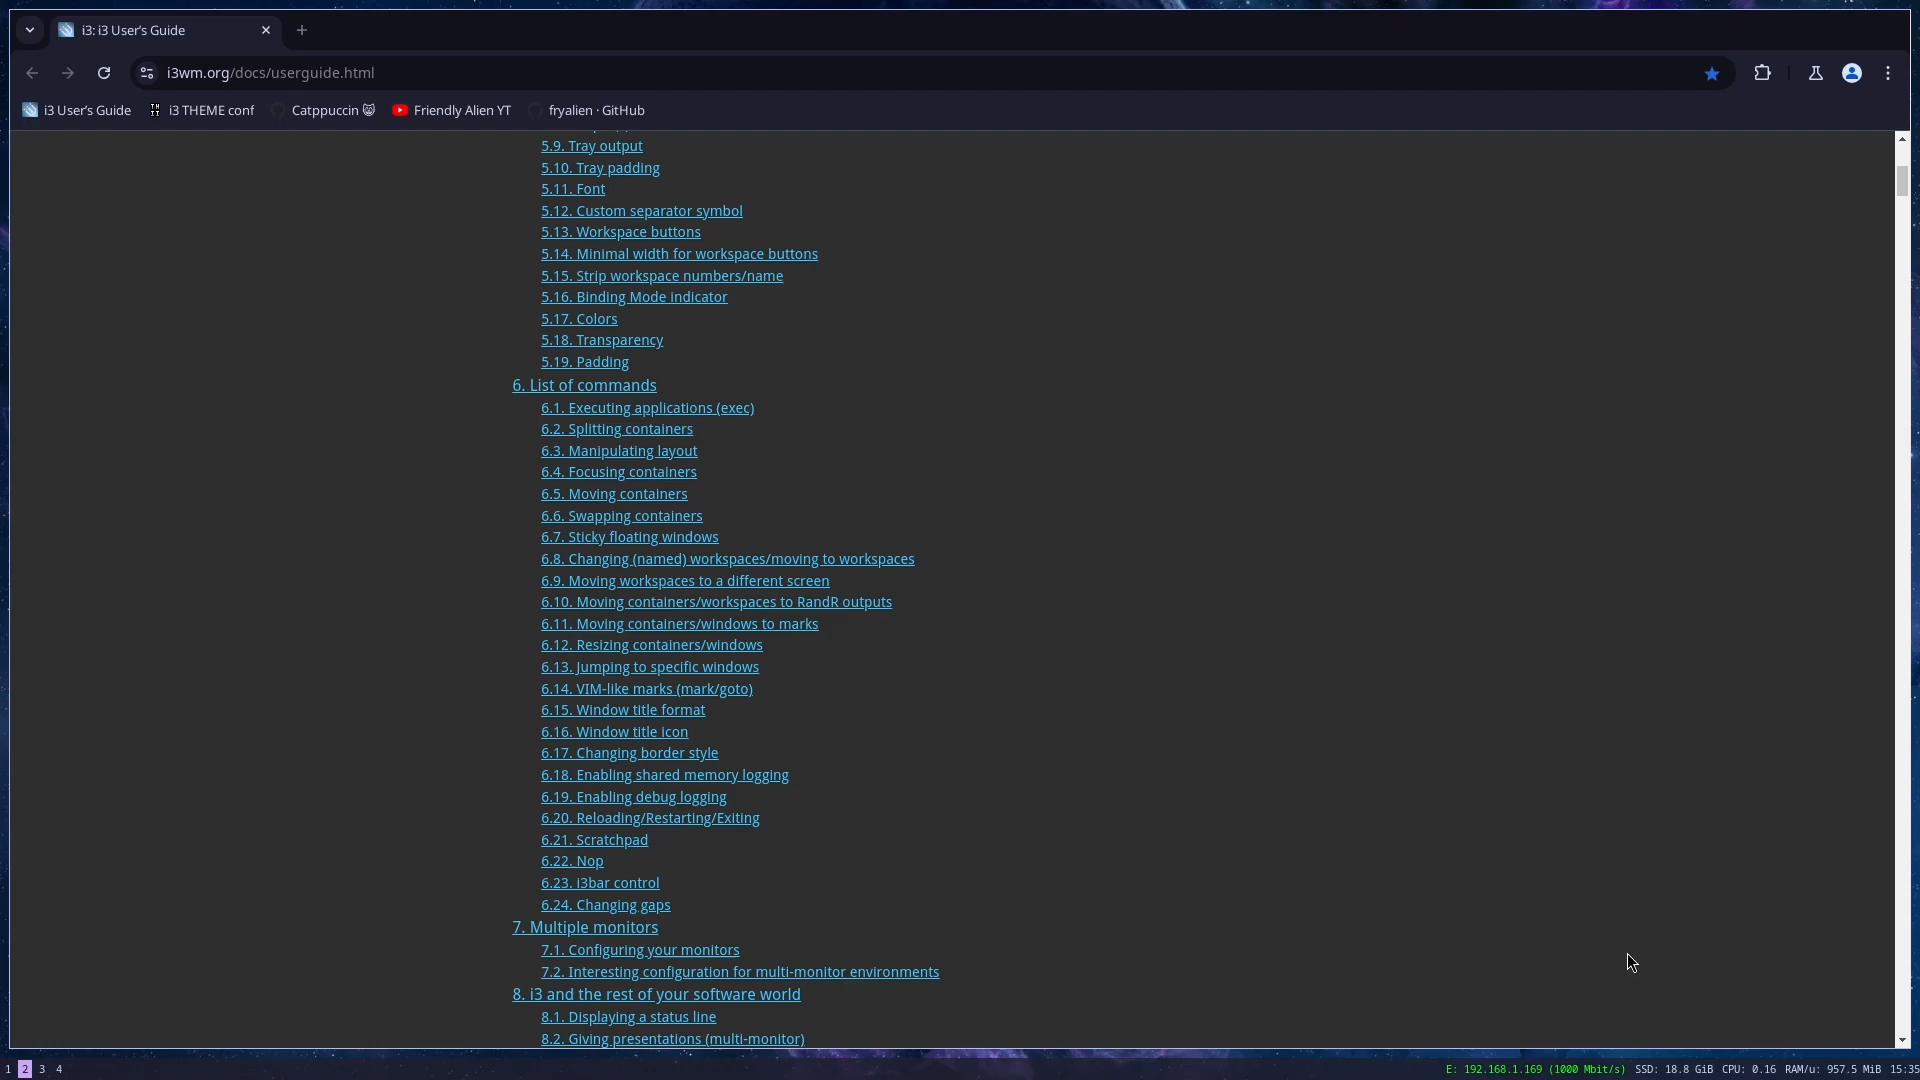 i3: i3 User's Guide
i3wm.org/docs/userguide.html
i3 User's Guide
i3 THEME conf
Catppuccin 😸
Friendly Alien YT
fryalien · GitHub
5.9. Tray output
5.10. Tray padding
5.11. Font
5.12. Custom separator symbol
5.13. Workspace buttons
5.14. Minimal width for workspace buttons
5.15. Strip workspace numbers/name
5.16. Binding Mode indicator
5.17. Colors
5.18. Transparency
5.19. Padding
6. List of commands
6.1. Executing applications (exec)
6.2. Splitting containers
6.3. Manipulating layout
6.4. Focusing containers
6.5. Moving containers
6.6. Swapping containers
6.7. Sticky floating windows
6.8. Changing (named) workspaces/moving to workspaces
6.9. Moving workspaces to a different screen
6.10. Moving containers/workspaces to RandR outputs
6.11. Moving containers/windows to marks
6.12. Resizing containers/windows
6.13. Jumping to specific windows
6.14. VIM-like marks (mark/goto)
6.15. Window title format
6.16. Window title icon
6.17. Changing border style
6.18. Enabling shared memory logging
6.19. Enabling debug logging
6.20. Reloading/Restarting/Exiting
6.21. Scratchpad
6.22. Nop
6.23. i3bar control
6.24. Changing gaps
7. Multiple monitors
7.1. Configuring your monitors
7.2. Interesting configuration for multi-monitor environments
8. i3 and the rest of your software world
8.1. Displaying a status line
8.2. Giving presentations (multi-monitor)
1 2 3 4
E: 192.168.1.169 (1000 Mbit/s) SSD: 18.8 GiB CPU: 0.16 RAM/u: 957.5 MiB 15:35